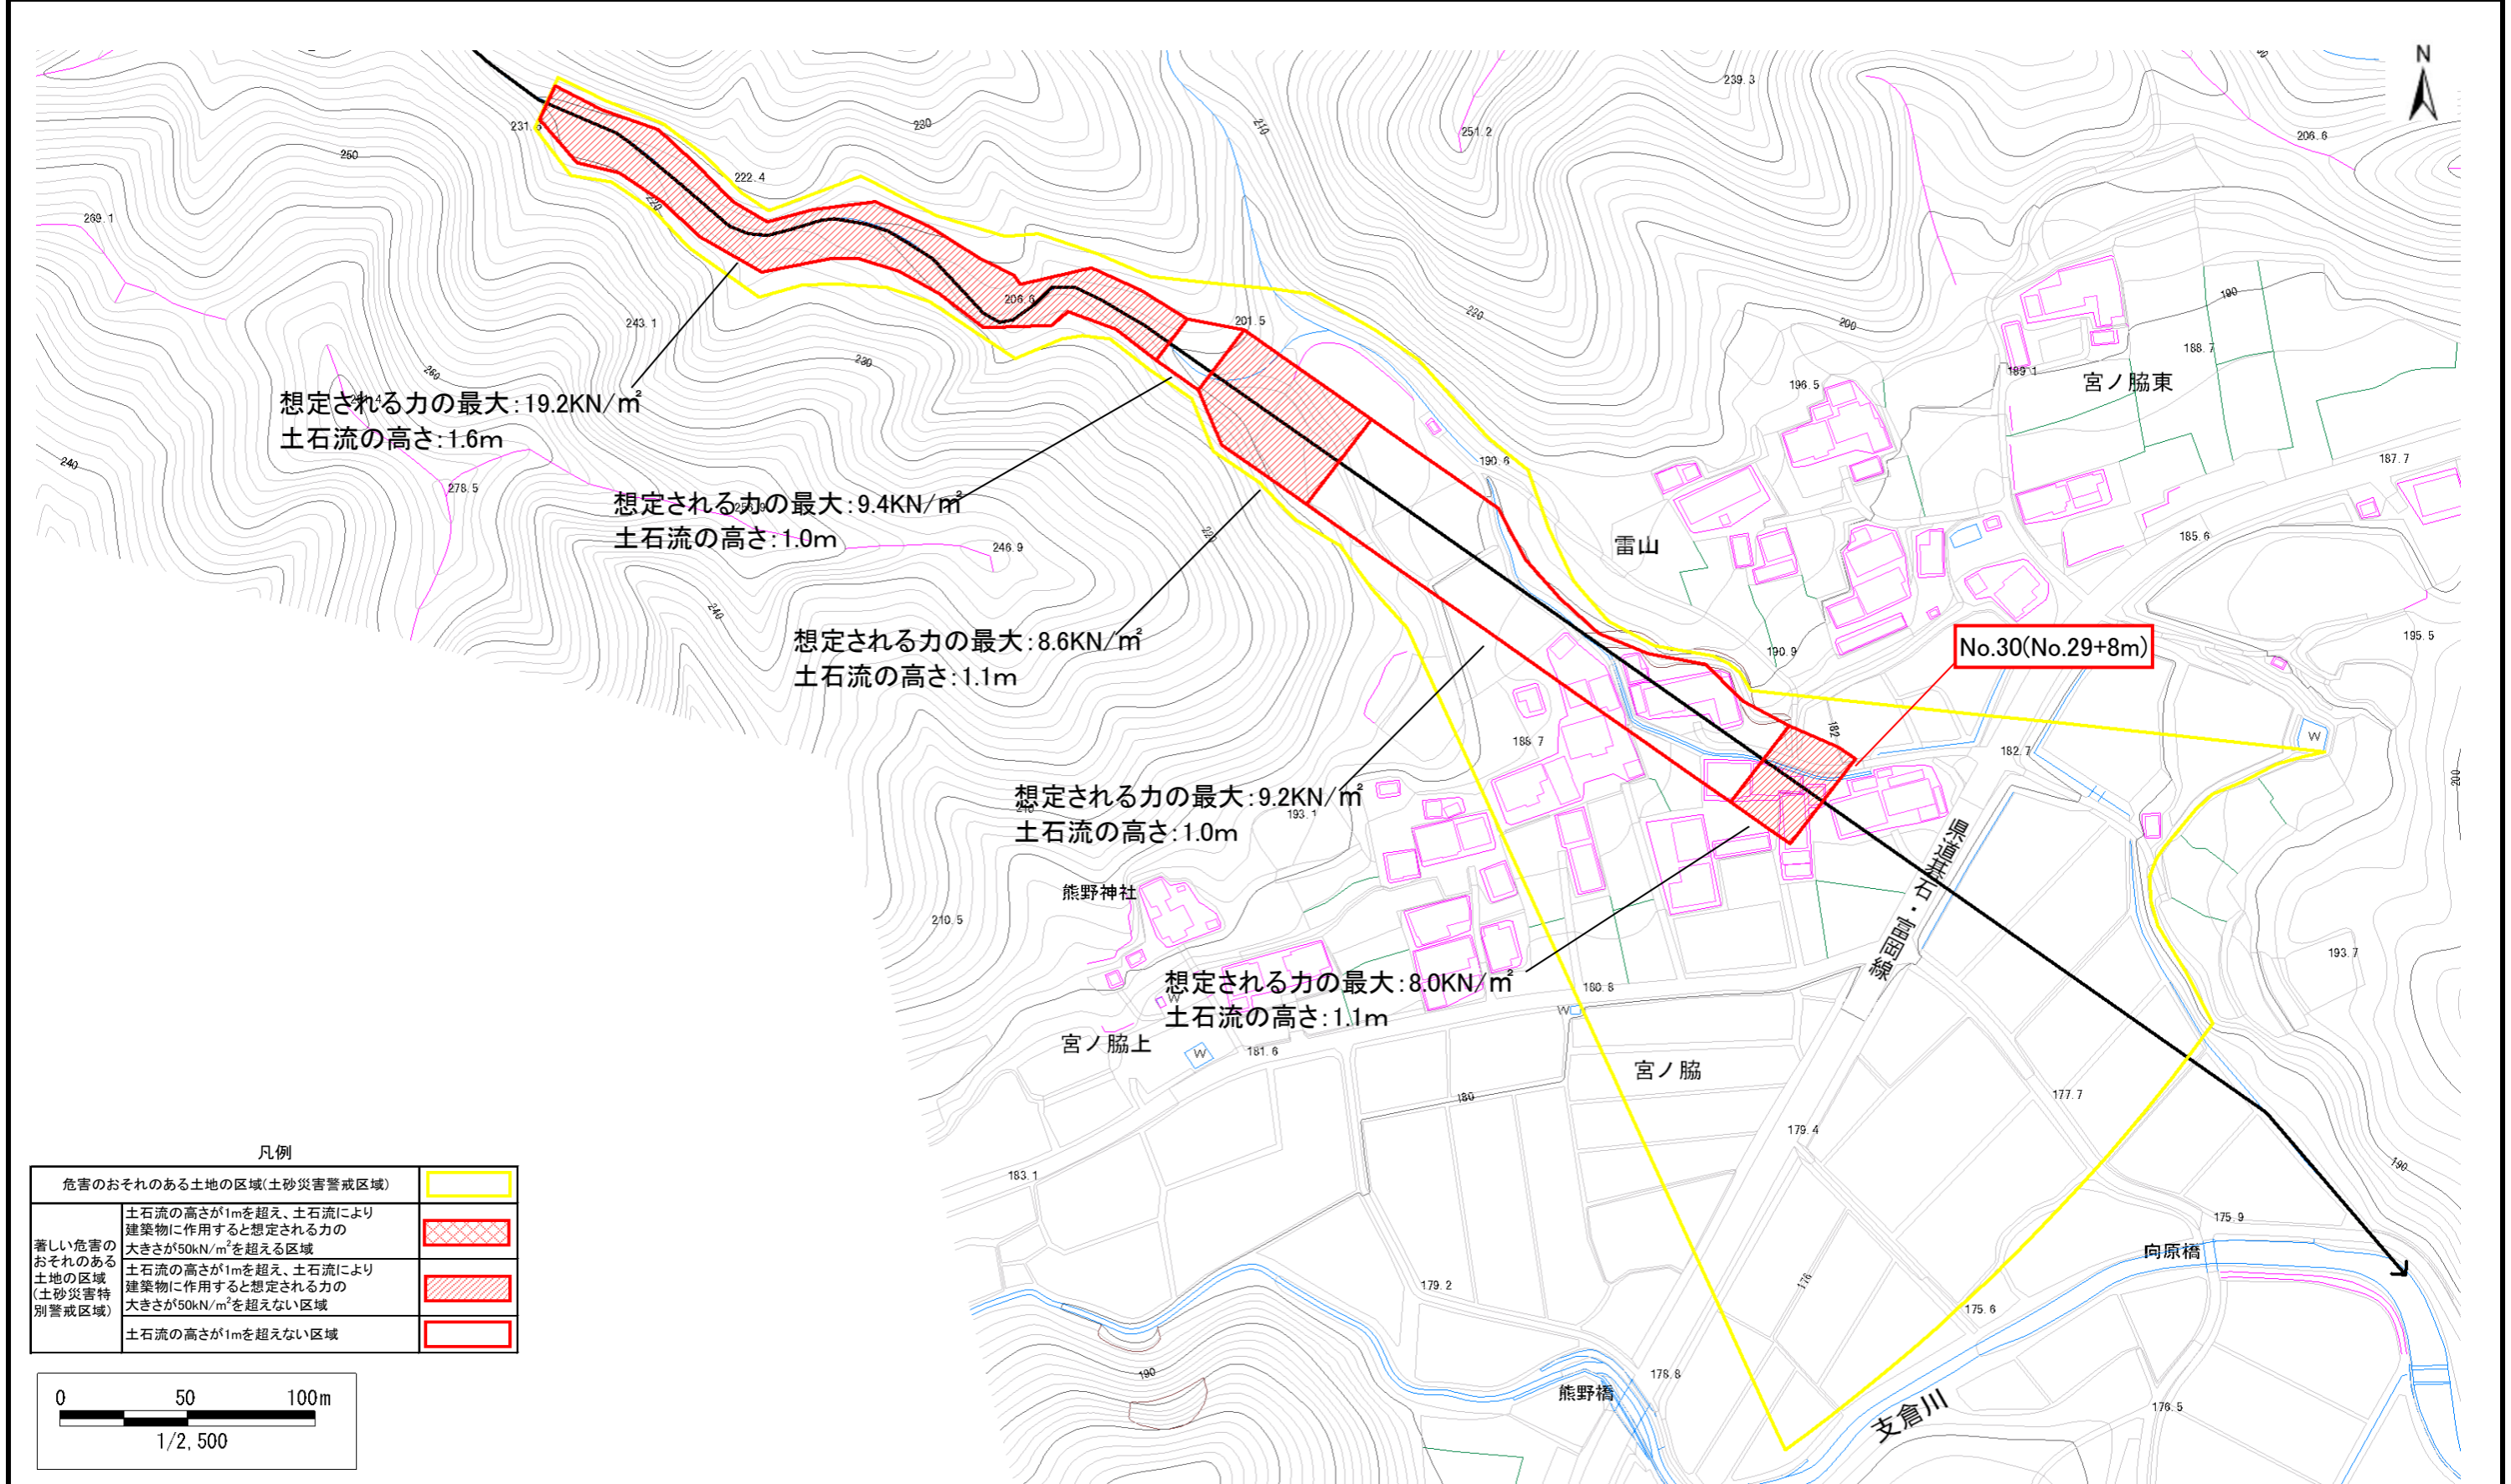 N
239.3
251.2
206.6
230
210
231.5
250
222.4
220
269.1
206.6
201.5
220
200
190
188.7
189.1
宮ノ脇東
196.5
243.1
230
260
想定される力の最大:19.2KN/㎡
土石流の高さ:1.6m
240
278.5
190.6
187.7
想定される力の最大:9.4KN/㎡
土石流の高さ:1.0m
246.9
雷山
185.6
240
想定される力の最大:8.6KN/㎡
土石流の高さ:1.1m
190.9
No.30(No.29+8m)
195.5
188.7
182
182.7
W
200
想定される力の最大:9.2KN/㎡
土石流の高さ:1.0m
210
193.1
県道碁石・富岡線
熊野神社
210.5
193.7
想定される力の最大:8.0KN/㎡
土石流の高さ:1.1m
180.8
W
W
宮ノ脇上
W
181.6
宮ノ脇
180
177.7
179.4
183.1
190
175.9
向原橋
179.2
176
175.6
190
178.8
熊野橋
支倉川
176.5
凡例
危害のおそれのある土地の区域(土砂災害警戒区域)
著しい危害の
おそれのある
土地の区域
(土砂災害特
別警戒区域)
土石流の高さが1mを超え、土石流により
建築物に作用すると想定される力の
大きさが50kN/m²を超える区域
土石流の高さが1mを超え、土石流により
建築物に作用すると想定される力の
大きさが50kN/m²を超えない区域
土石流の高さが1mを超えない区域
0 50 100m
1/2,500